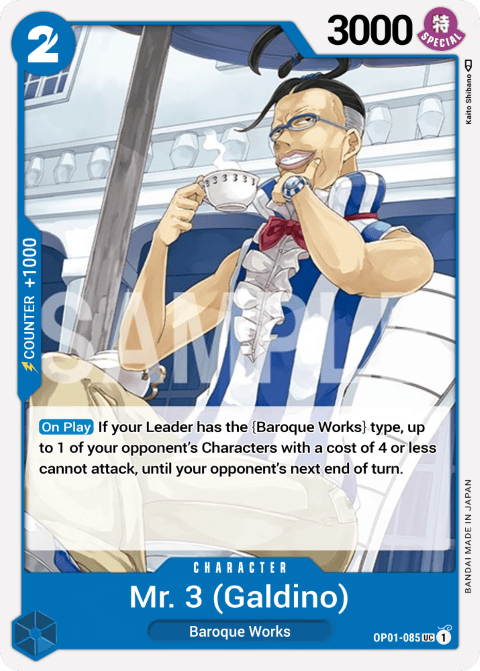 2
3000
特
SPECIAL
Kaito Shibano
COUNTER +1000
SAMPLE
On Play If your Leader has the {Baroque Works} type, up
to 1 of your opponent's Characters with a cost of 4 or less
cannot attack, until your opponent's next end of turn.
BANDAI MADE IN JAPAN
CHARACTER
Mr. 3 (Galdino)
Baroque Works
OP01-085 UC 1